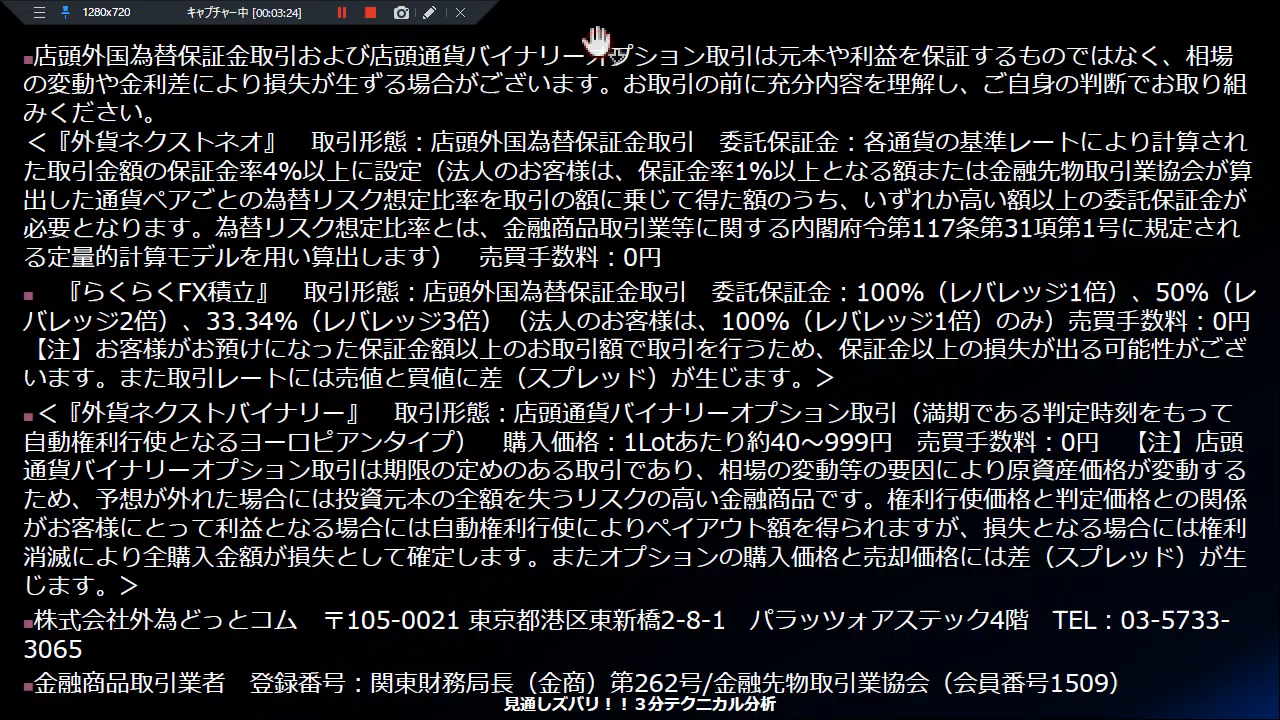 1280x720 キャプチャー中 [00:03:24]
■店頭外国為替保証金取引および店頭通貨バイナリーオプション取引は元本や利益を保証するものではなく、相場
の変動や金利差により損失が生ずる場合がございます。お取引の前に充分内容を理解し、ご自身の判断でお取り組
みください。
＜『外貨ネクストネオ』　取引形態：店頭外国為替保証金取引　委託保証金：各通貨の基準レートにより計算され
た取引金額の保証金率4%以上に設定（法人のお客様は、保証金率1%以上となる額または金融先物取引業協会が算
出した通貨ペアごとの為替リスク想定比率を取引の額に乗じて得た額のうち、いずれか高い額以上の委託保証金が
必要となります。為替リスク想定比率とは、金融商品取引業等に関する内閣府令第117条第31項第1号に規定され
る定量的計算モデルを用い算出します）　売買手数料：0円
■　『らくらくFX積立』　取引形態：店頭外国為替保証金取引　委託保証金：100%（レバレッジ1倍）、50%（レ
バレッジ2倍）、33.34%（レバレッジ3倍）（法人のお客様は、100%（レバレッジ1倍）のみ）売買手数料：0円
【注】お客様がお預けになった保証金額以上のお取引額で取引を行うため、保証金以上の損失が出る可能性がござ
います。また取引レートには売値と買値に差（スプレッド）が生じます。＞
■＜『外貨ネクストバイナリー』　取引形態：店頭通貨バイナリーオプション取引（満期である判定時刻をもって
自動権利行使となるヨーロピアンタイプ）　購入価格：1Lotあたり約40～999円　売買手数料：0円　【注】店頭
通貨バイナリーオプション取引は期限の定めのある取引であり、相場の変動等の要因により原資産価格が変動する
ため、予想が外れた場合には投資元本の全額を失うリスクの高い金融商品です。権利行使価格と判定価格との関係
がお客様にとって利益となる場合には自動権利行使によりペイアウト額を得られますが、損失となる場合には権利
消滅により全購入金額が損失として確定します。またオプションの購入価格と売却価格には差（スプレッド）が生
じます。＞
■株式会社外為どっとコム　〒105-0021 東京都港区東新橋2-8-1　パラッツォアステック4階　TEL：03-5733-
3065
■金融商品取引業者　登録番号：関東財務局長（金商）第262号/金融先物取引業協会（会員番号1509）
見通しズバリ！！３分テクニカル分析